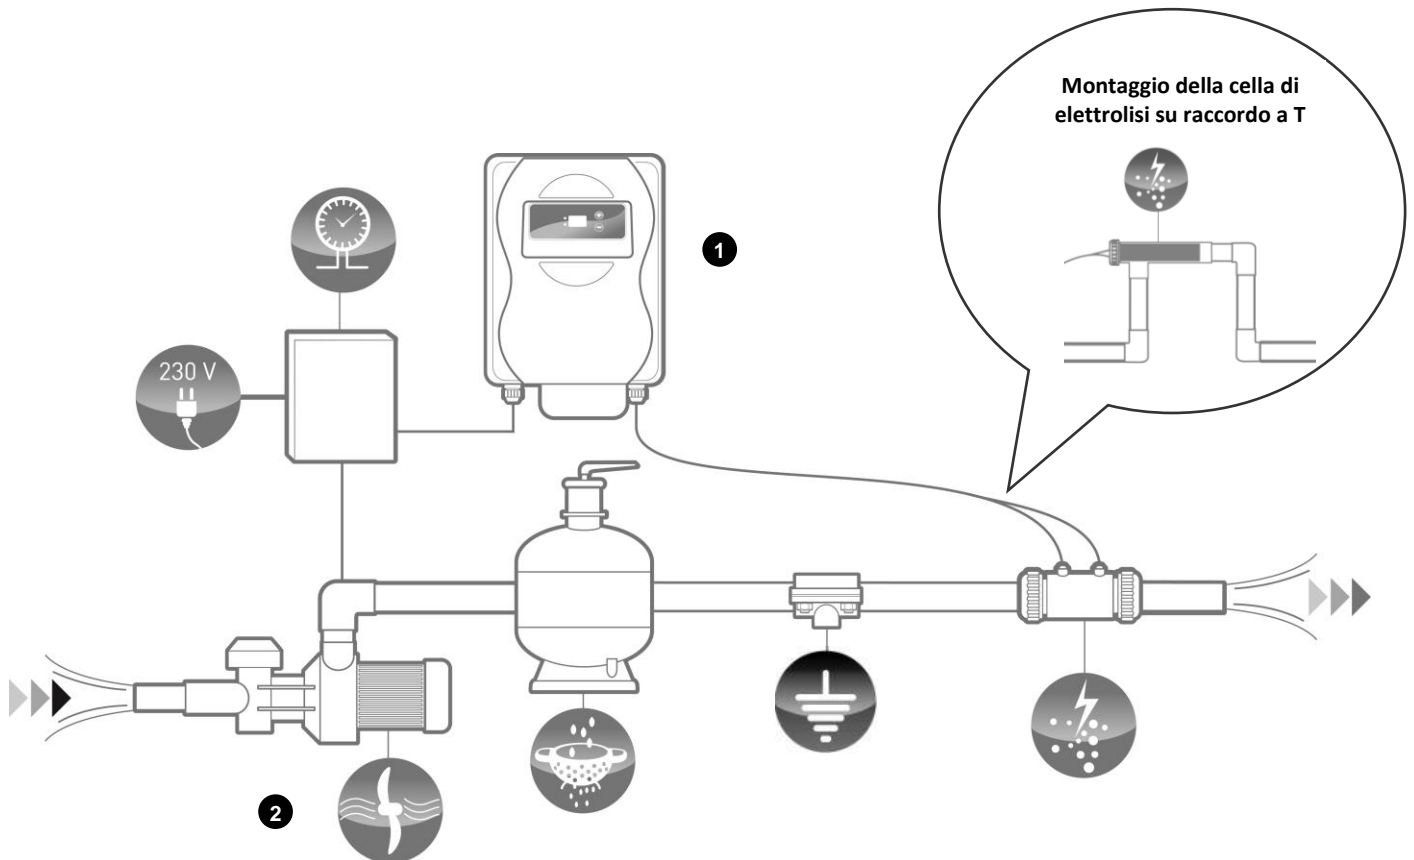 Montaggio della cella di
elettrolisi su raccordo a T
1
230 V
2